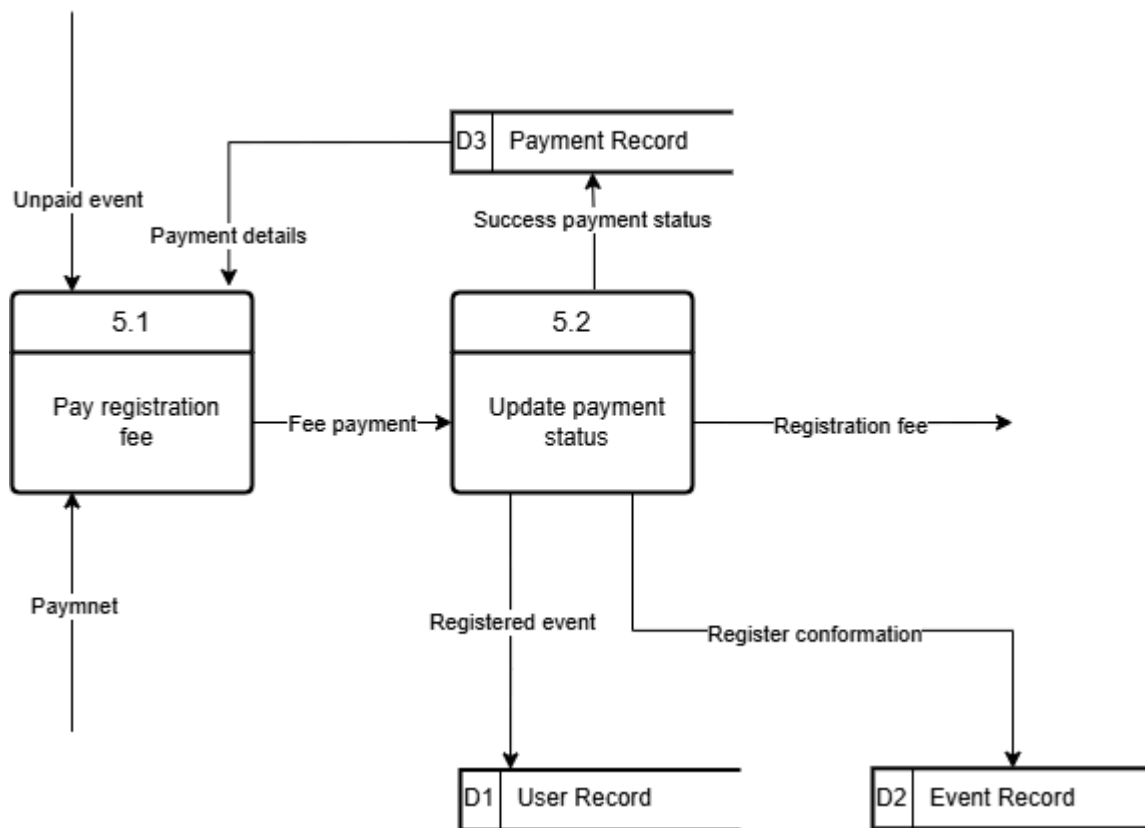 D3 Payment Record
Unpaid event
Success payment status
Payment details
5.1
5.2
Pay registration
fee
Fee payment
Update payment
status
Registration fee
Paymnet
Registered event
Register conformation
D1 User Record
D2 Event Record